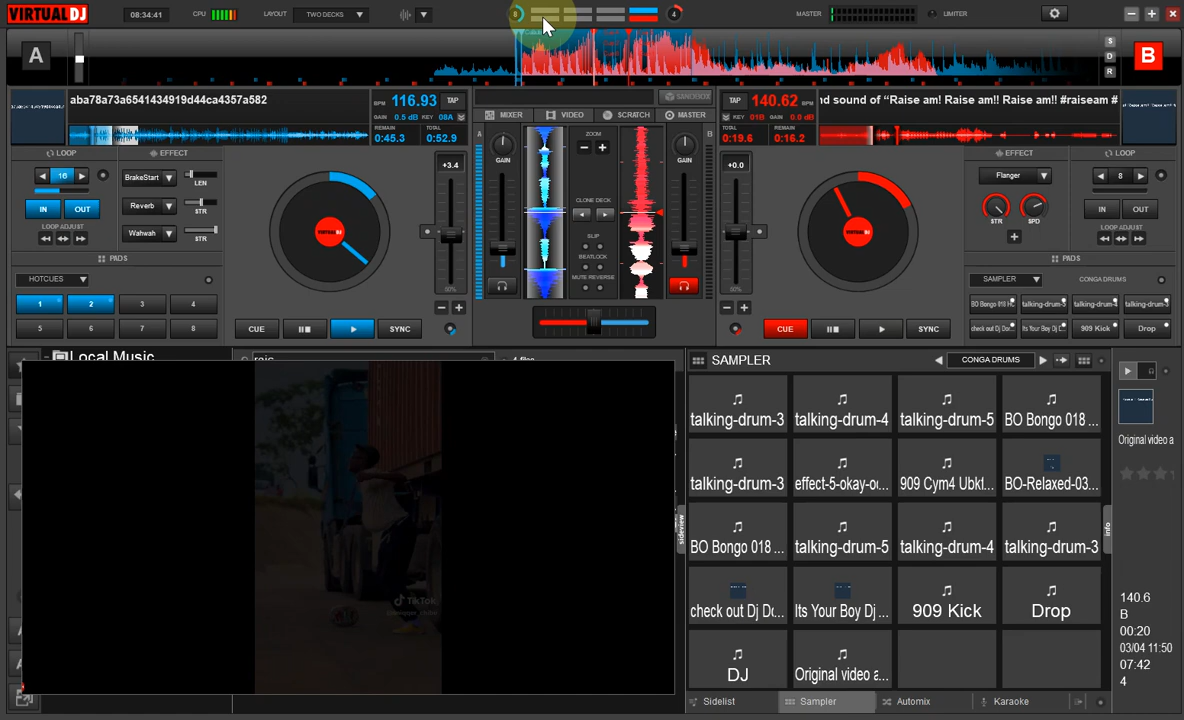 VIRTUAL DJ
08:34:41
CPU
LAYOUT
TWO DECKS
8
4
MASTER
LIMITER
A
S
D
R
B
aba78a73a6541434919d44ca4357a582
BPM 116.93 TAP
GAIN 0.5 dB KEY 08A
REMAIN TOTAL
0:45.3 0:52.9
SANDBOX
MIXER VIDEO SCRATCH MASTER
TAP 140.62 BPM
KEY 01B GAIN 0.0 dB
TOTAL REMAIN
0:19.6 0:16.2
nd sound of “Raise am! Raise am!! Raise am!! #raiseam #
LOOP
16
IN OUT
LOOP ADJUST
EFFECT
BrakeStart LEN
Reverb STR
Wahwah STR
PADS
HOTCUES
1 2 3 4
5 6 7 8
VIRTUAL DJ
+3.4
CUE
SYNC
A
GAIN
ZOOM
CLONE DECK
SLIP
BEATLOCK
MUTE REVERSE
GAIN
B
+0.0
VIRTUAL DJ
CUE
SYNC
EFFECT
Flanger
STR SPD
LOOP
8
IN OUT
LOOP ADJUST
PADS
SAMPLER CONGA DRUMS
talking-drum- talking-drum- talking-drum-
909 Kick Drop
Local Music
4 files
TikTok
sideview
SAMPLER
CONGA DRUMS
talking-drum-3 talking-drum-4 talking-drum-5 BO Bongo 018 ...
talking-drum-3 effect-5-okay-o... 909 Cym4 Ubkt... BO-Relaxed-03...
BO Bongo 018 ... talking-drum-5 talking-drum-4 talking-drum-3
check out Dj Do... Its Your Boy Dj ... 909 Kick Drop
DJ Original video a...
Sidelist Sampler Automix Karaoke
info
Original video a
140.6
B
00:20
03/04 11:50
07:42
4